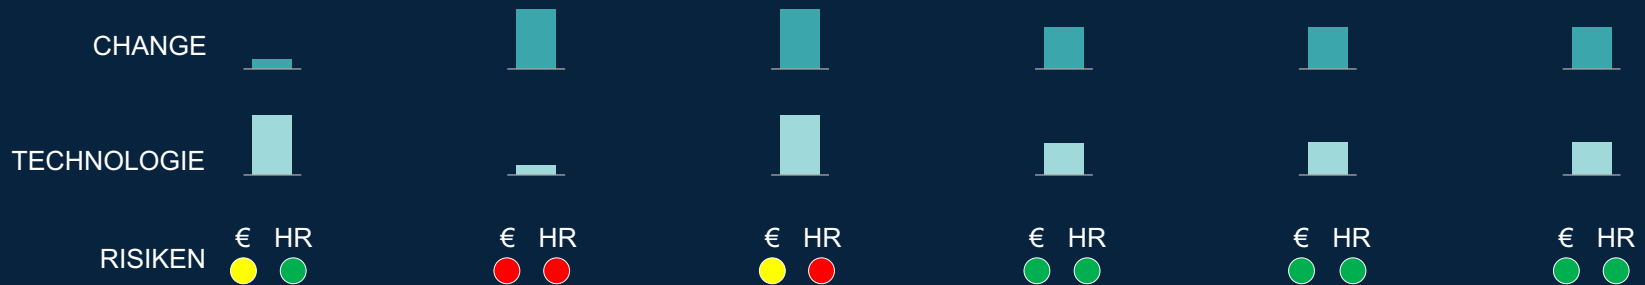 CHANGE
TECHNOLOGIE
€ HR € HR € HR € HR € HR € HR
RISIKEN